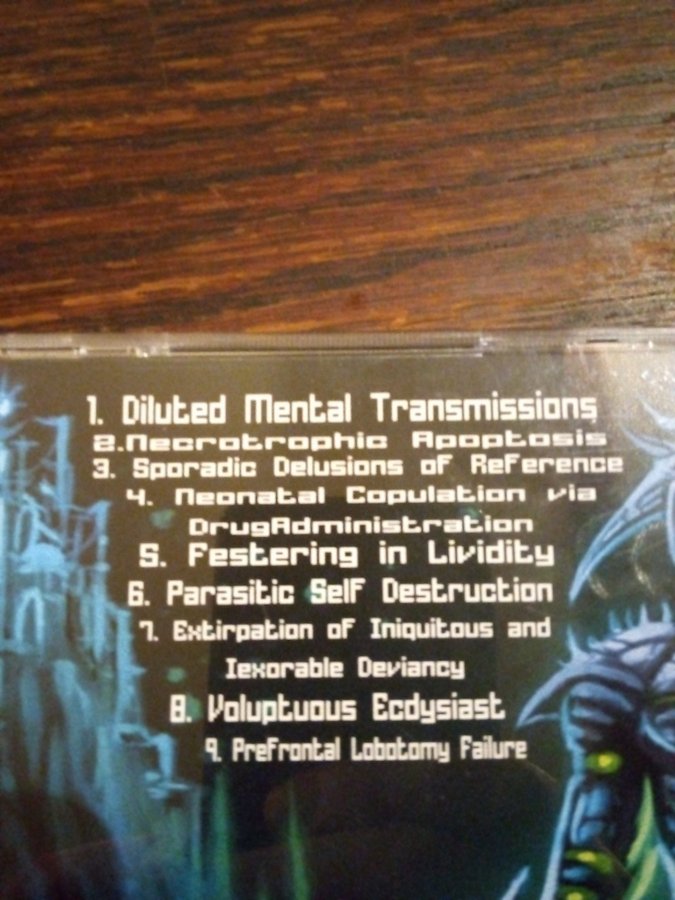 1. Diluted Mental Transmissions
2.Necrotrophic Apoptosis
3. Sporadic Delusions of Reference
4. Neonatal Copulation via
DrugAdministration
5. Festering in Lividity
6. Parasitic Self Destruction
7. Extirpation of Iniquitous and
Iexorable Deviancy
8. Voluptuous Ecdysiast
9. Prefrontal Lobotomy Failure